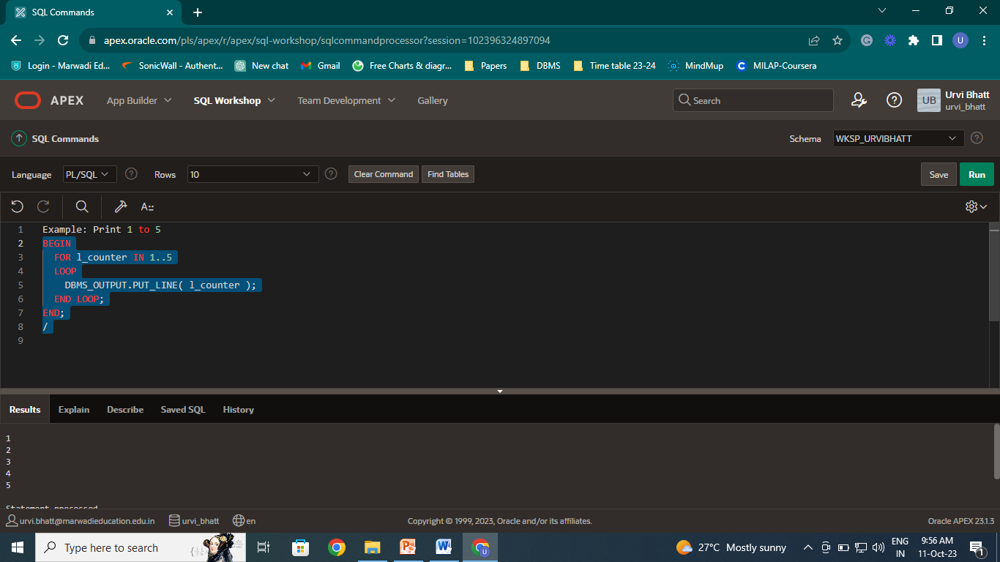 SQL Commands
apex.oracle.com/pls/apex/r/apex/sql-workshop/sqlcommandprocessor?session=102396324897094
U
Login - Marwadi Ed... SonicWall - Authent... New chat Gmail Free Charts & diagr... Papers DBMS Time table 23-24 MindMup C MILAP-Coursera
APEX App Builder SQL Workshop Team Development Gallery Search UB Urvi Bhatt
urvi_bhatt
SQL Commands Schema WKSP_URVIBHATT
Language PL/SQL Rows 10 Clear Command Find Tables Save Run
A
1 Example: Print 1 to 5
2 BEGIN
3 FOR l_counter IN 1..5
4 LOOP
5 DBMS_OUTPUT.PUT_LINE( l_counter );
6 END LOOP;
7 END;
8 /
9
Results Explain Describe Saved SQL History
1
2
3
4
5
Statement processed
urvi.bhatt@marwadieducation.edu.in urvi_bhatt en Copyright © 1999, 2023, Oracle and/or its affiliates. Oracle APEX 23.1.3
Type here to search 27°C Mostly sunny ENG IN 9:56 AM 11-Oct-23 1